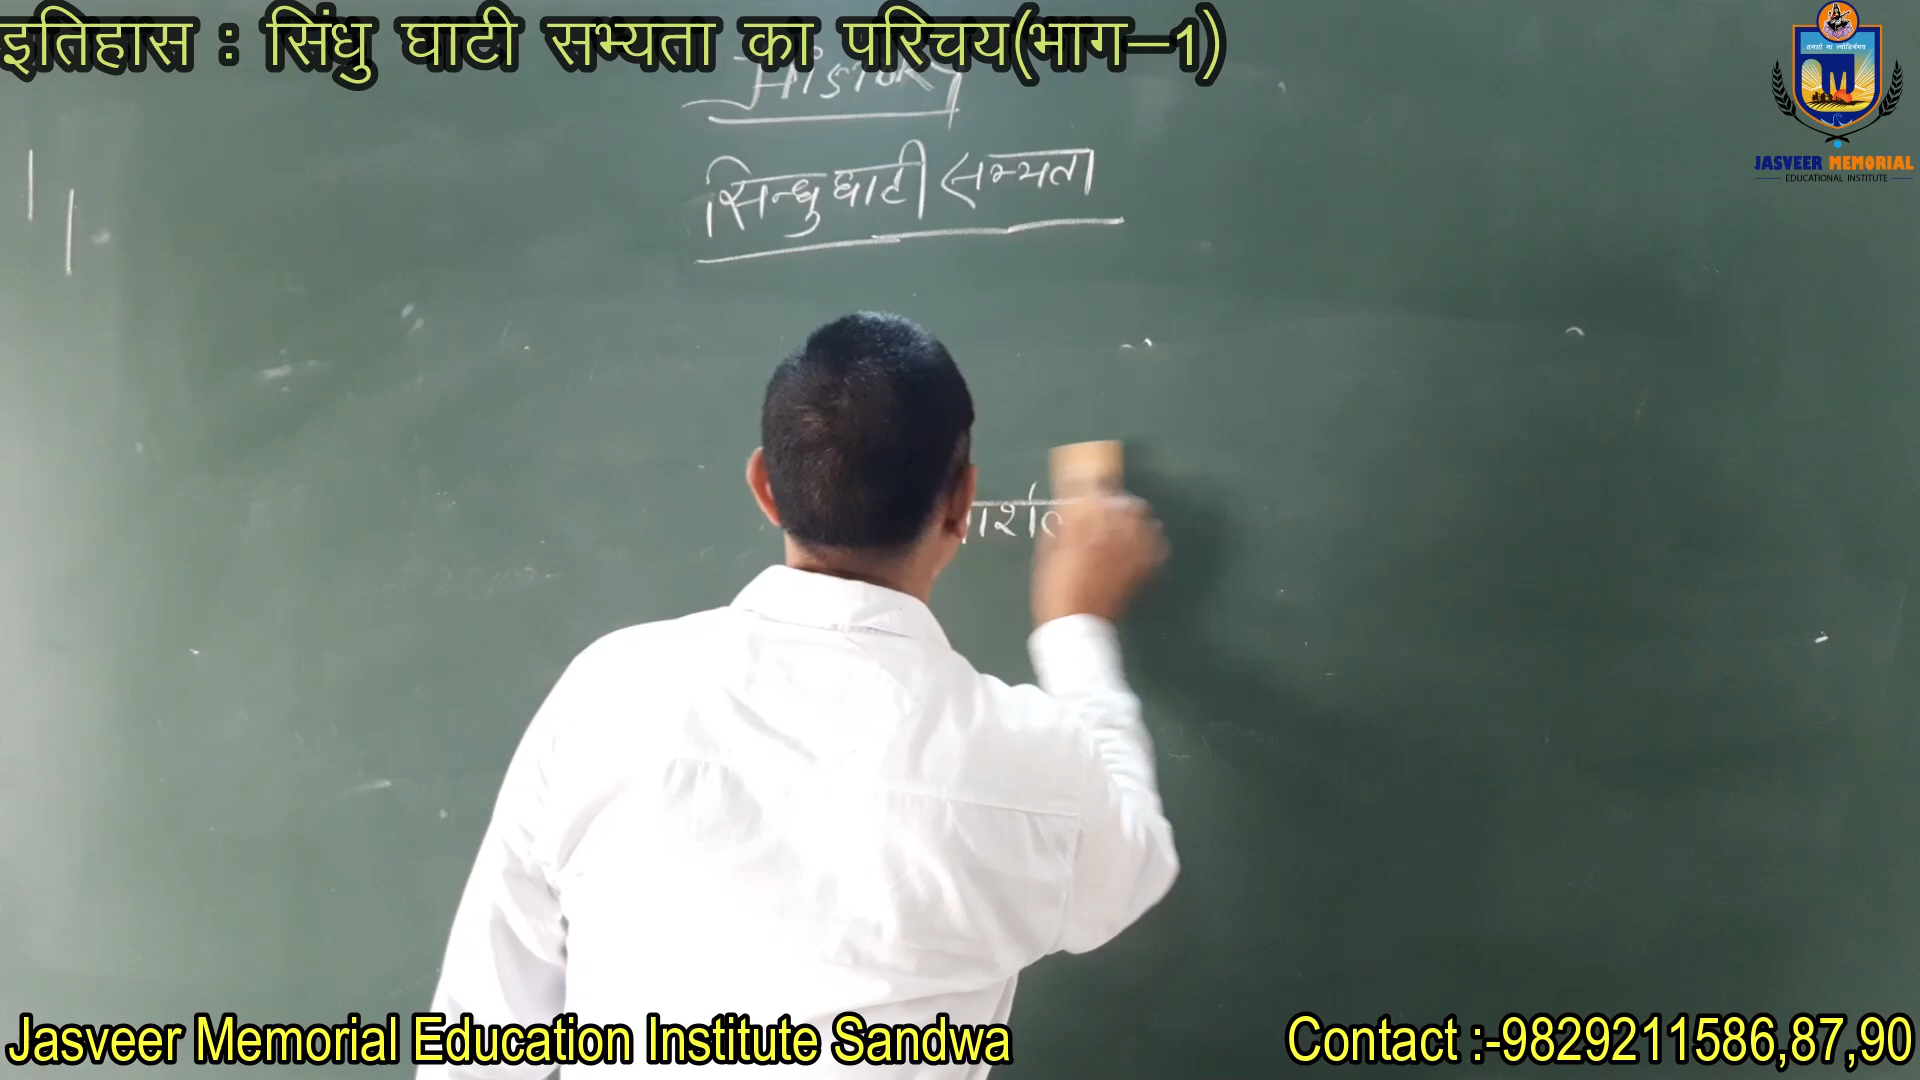 इतिहास : सिंधु घाटी सभ्यता का परिचय(भाग–1)
History
सिन्धु घाटी सभ्यता
JASVEER MEMORIAL
EDUCATIONAL INSTITUTE
Jasveer Memorial Education Institute Sandwa
Contact :-9829211586,87,90